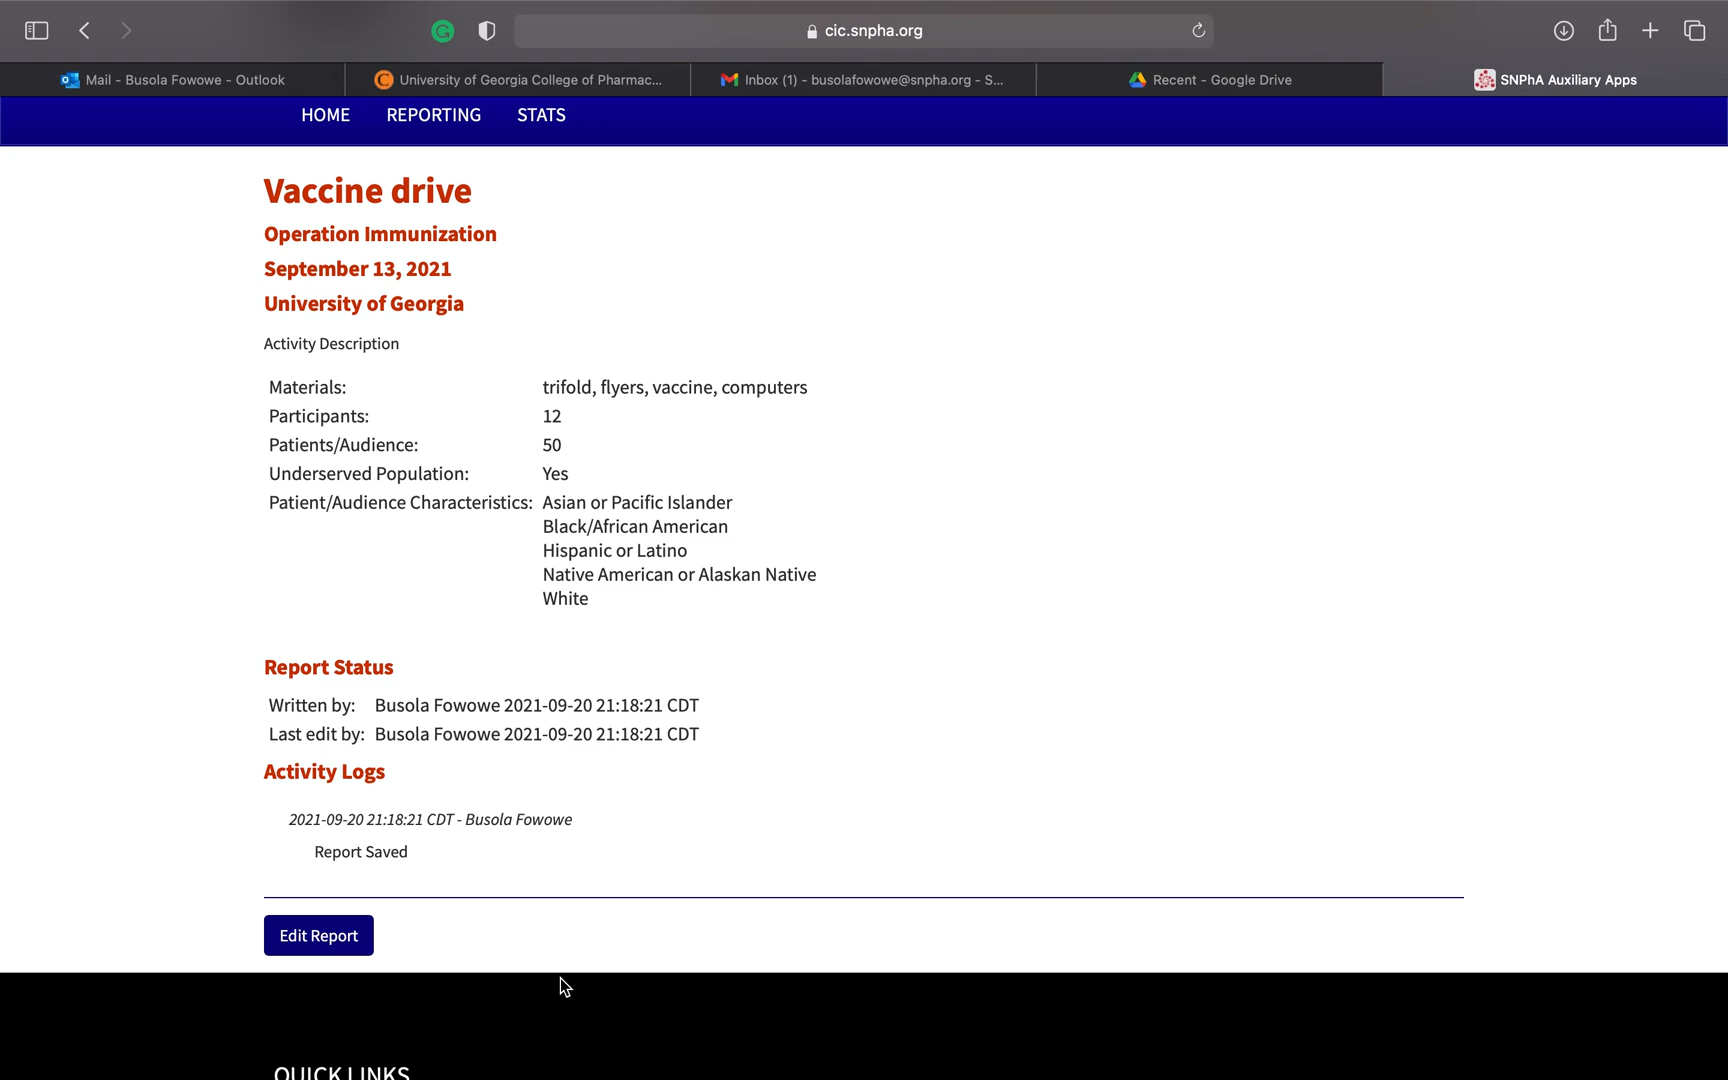 cic.snpha.org
Mail - Busola Fowowe - Outlook
University of Georgia College of Pharmac...
Inbox (1) - busolafowowe@snpha.org - S...
Recent - Google Drive
SNPhA Auxiliary Apps
HOME REPORTING STATS
Vaccine drive
Operation Immunization
September 13, 2021
University of Georgia
Activity Description
Materials: trifold, flyers, vaccine, computers
Participants: 12
Patients/Audience: 50
Underserved Population: Yes
Patient/Audience Characteristics: Asian or Pacific Islander
Black/African American
Hispanic or Latino
Native American or Alaskan Native
White
Report Status
Written by: Busola Fowowe 2021-09-20 21:18:21 CDT
Last edit by: Busola Fowowe 2021-09-20 21:18:21 CDT
Activity Logs
2021-09-20 21:18:21 CDT - Busola Fowowe
Report Saved
Edit Report
QUICK LINKS